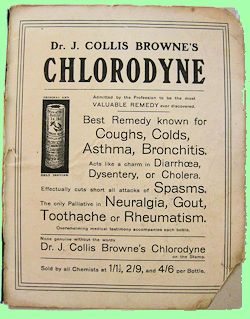 Dr. J. COLLIS BROWNE'S
CHLORODYNE
ORIGINAL AND
ONLY GENUINE
Admitted by the Profession to be the most
VALUABLE REMEDY ever discovered.
Best Remedy known for
Coughs, Colds,
Asthma, Bronchitis.
Acts like a charm in Diarrhœa,
Dysentery, or Cholera.
Effectually cuts short all attacks of Spasms.
The only Palliative in Neuralgia, Gout,
Toothache or Rheumatism.
Overwhelming medical testimony accompanies each bottle.
None genuine without the words
Dr. J. Collis Browne's Chlorodyne
on the Stamp.
Sold by all Chemists at 1/1½, 2/9, and 4/6 per Bottle.